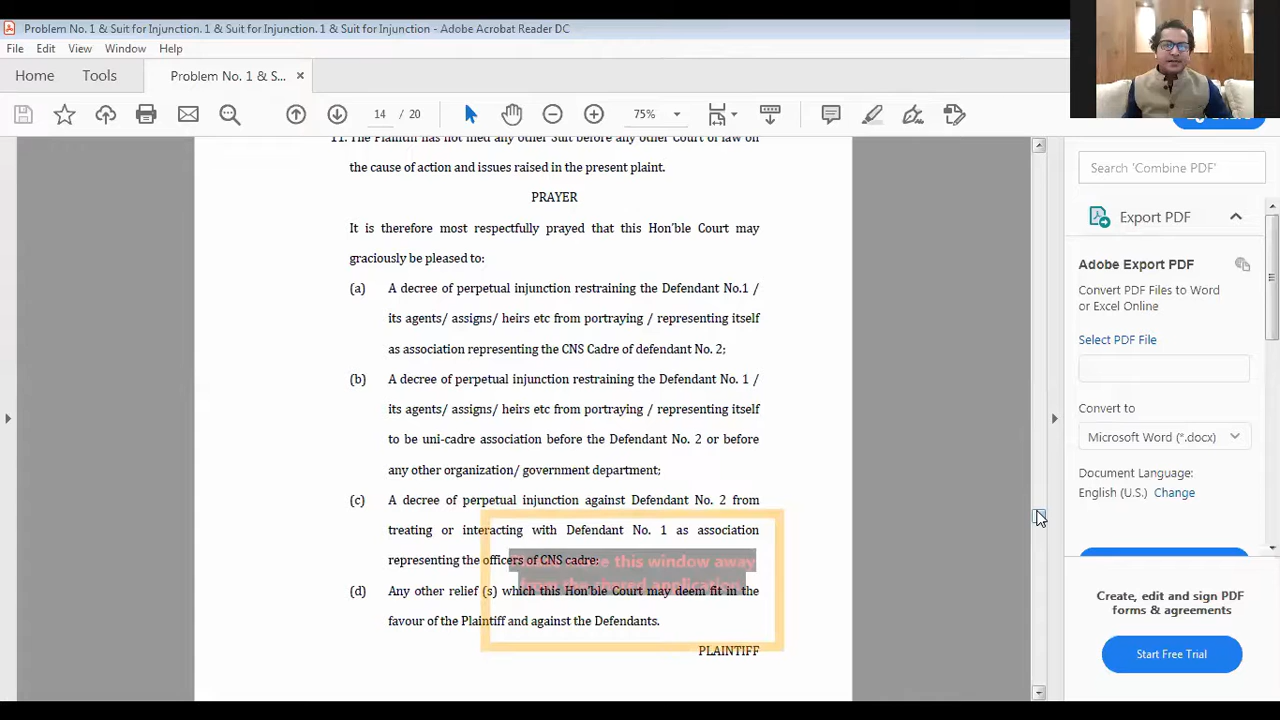 Problem No. 1 & Suit for Injunction. 1 & Suit for Injunction. 1 & Suit for Injunction - Adobe Acrobat Reader DC
File Edit View Window Help
Home Tools Problem No. 1 & S... ×
14 / 20 75%
11. The Plaintiff has not filed any other Suit before any other Court of law on
the cause of action and issues raised in the present plaint.
PRAYER
It is therefore most respectfully prayed that this Hon'ble Court may
graciously be pleased to:
(a) A decree of perpetual injunction restraining the Defendant No.1 /
its agents/ assigns/ heirs etc from portraying / representing itself
as association representing the CNS Cadre of defendant No. 2;
(b) A decree of perpetual injunction restraining the Defendant No. 1 /
its agents/ assigns/ heirs etc from portraying / representing itself
to be uni-cadre association before the Defendant No. 2 or before
any other organization/ government department;
(c) A decree of perpetual injunction against Defendant No. 2 from
treating or interacting with Defendant No. 1 as association
representing the officers of CNS cadre:
this window away
from the shared application
(d) Any other relief (s) which this Hon'ble Court may deem fit in the
favour of the Plaintiff and against the Defendants.
PLAINTIFF
Search 'Combine PDF'
Export PDF
Adobe Export PDF
Convert PDF Files to Word
or Excel Online
Select PDF File
Convert to
Microsoft Word (*.docx)
Document Language:
English (U.S.) Change
Create, edit and sign PDF
forms & agreements
Start Free Trial